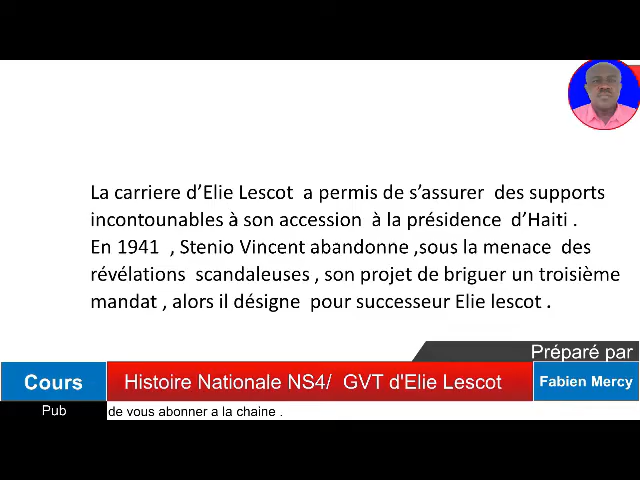 La carriere d'Elie Lescot a permis de s'assurer des supports
incontounables à son accession à la présidence d'Haiti .
En 1941 , Stenio Vincent abandonne ,sous la menace des
révélations scandaleuses , son projet de briguer un troisième
mandat , alors il désigne pour successeur Elie lescot .
Préparé par
Cours
Histoire Nationale NS4/ GVT d'Elie Lescot
Fabien Mercy
Pub
de vous abonner a la chaine .